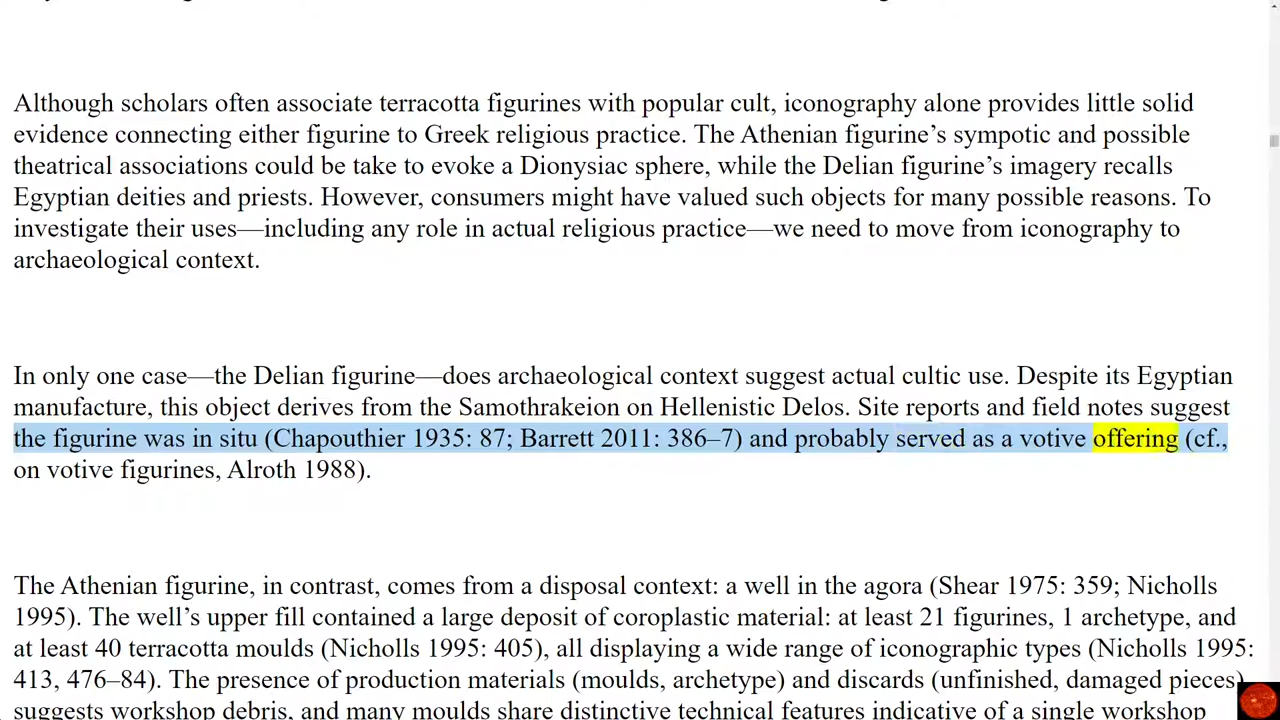 Although scholars often associate terracotta figurines with popular cult, iconography alone provides little solid
evidence connecting either figurine to Greek religious practice. The Athenian figurine’s sympotic and possible
theatrical associations could be take to evoke a Dionysiac sphere, while the Delian figurine’s imagery recalls
Egyptian deities and priests. However, consumers might have valued such objects for many possible reasons. To
investigate their uses—including any role in actual religious practice—we need to move from iconography to
archaeological context.
In only one case—the Delian figurine—does archaeological context suggest actual cultic use. Despite its Egyptian
manufacture, this object derives from the Samothrakeion on Hellenistic Delos. Site reports and field notes suggest
the figurine was in situ (Chapouthier 1935: 87; Barrett 2011: 386–7) and probably served as a votive offering (cf.,
on votive figurines, Alroth 1988).
The Athenian figurine, in contrast, comes from a disposal context: a well in the agora (Shear 1975: 359; Nicholls
1995). The well’s upper fill contained a large deposit of coroplastic material: at least 21 figurines, 1 archetype, and
at least 40 terracotta moulds (Nicholls 1995: 405), all displaying a wide range of iconographic types (Nicholls 1995:
413, 476–84). The presence of production materials (moulds, archetype) and discards (unfinished, damaged pieces)
suggests workshop debris, and many moulds share distinctive technical features indicative of a single workshop